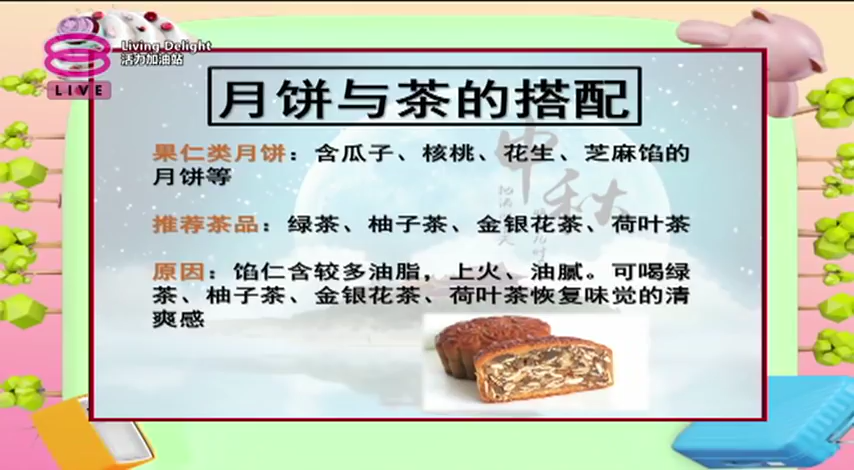 Living Delight
活力加油站
LIVE
月饼与茶的搭配
果仁类月饼：含瓜子、核桃、花生、芝麻馅的
月饼等
中秋
推荐茶品：绿茶、柚子茶、金银花茶、荷叶茶
原因：馅仁含较多油脂，上火、油腻。可喝绿
茶、柚子茶、金银花茶、荷叶茶恢复味觉的清
爽感